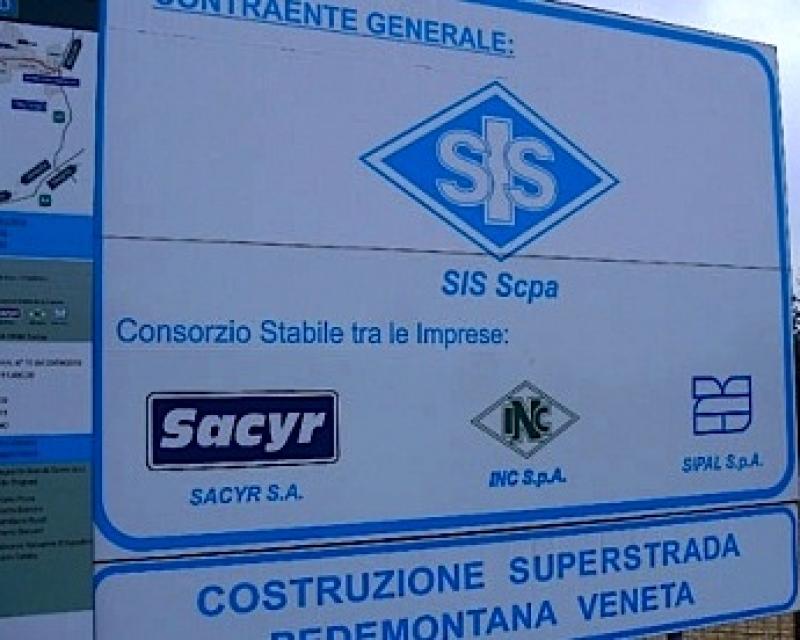 CONTRAENTE GENERALE:
SIS
SIS Scpa
Consorzio Stabile tra le Imprese:
Sacyr
INC
SACYR S.A.
INC S.p.A.
SIPAL S.p.A.
COSTRUZIONE SUPERSTRADA
PEDEMONTANA VENETA